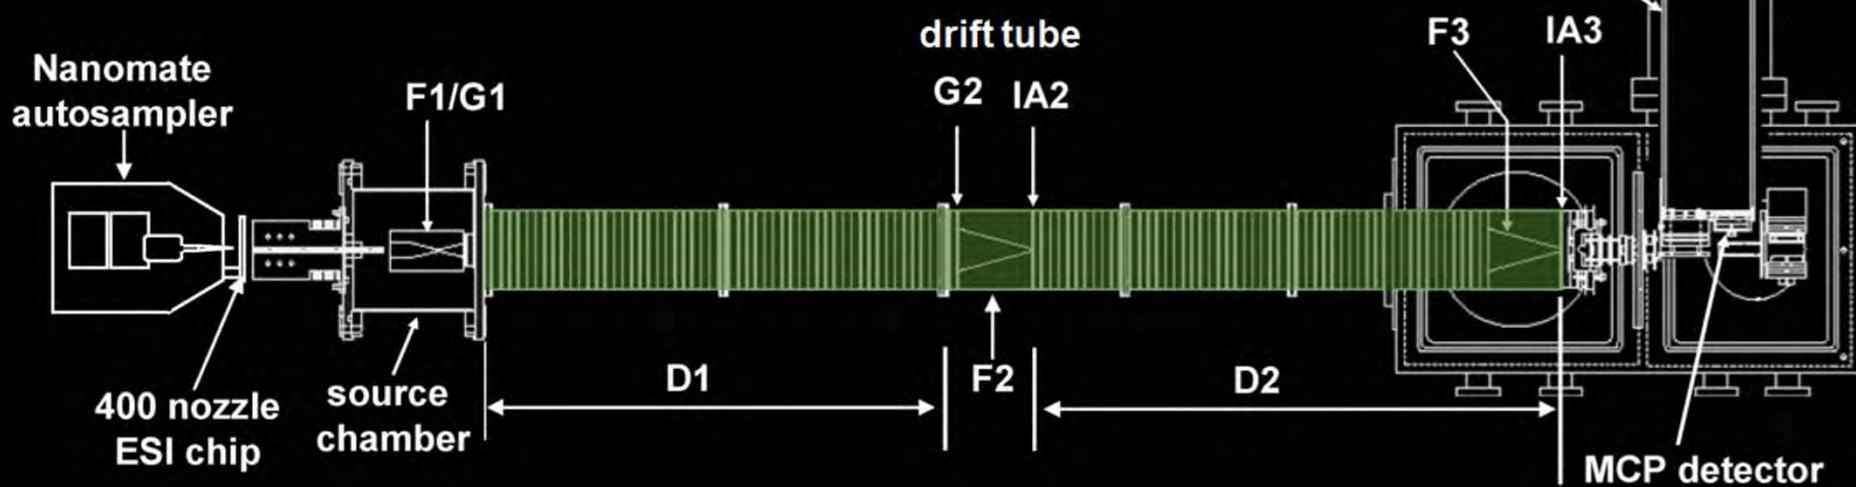 drift tube
Nanomate
autosampler
F1/G1
G2
IA2
F3
IA3
D1
F2
D2
400 nozzle
ESI chip
source
chamber
MCP detector